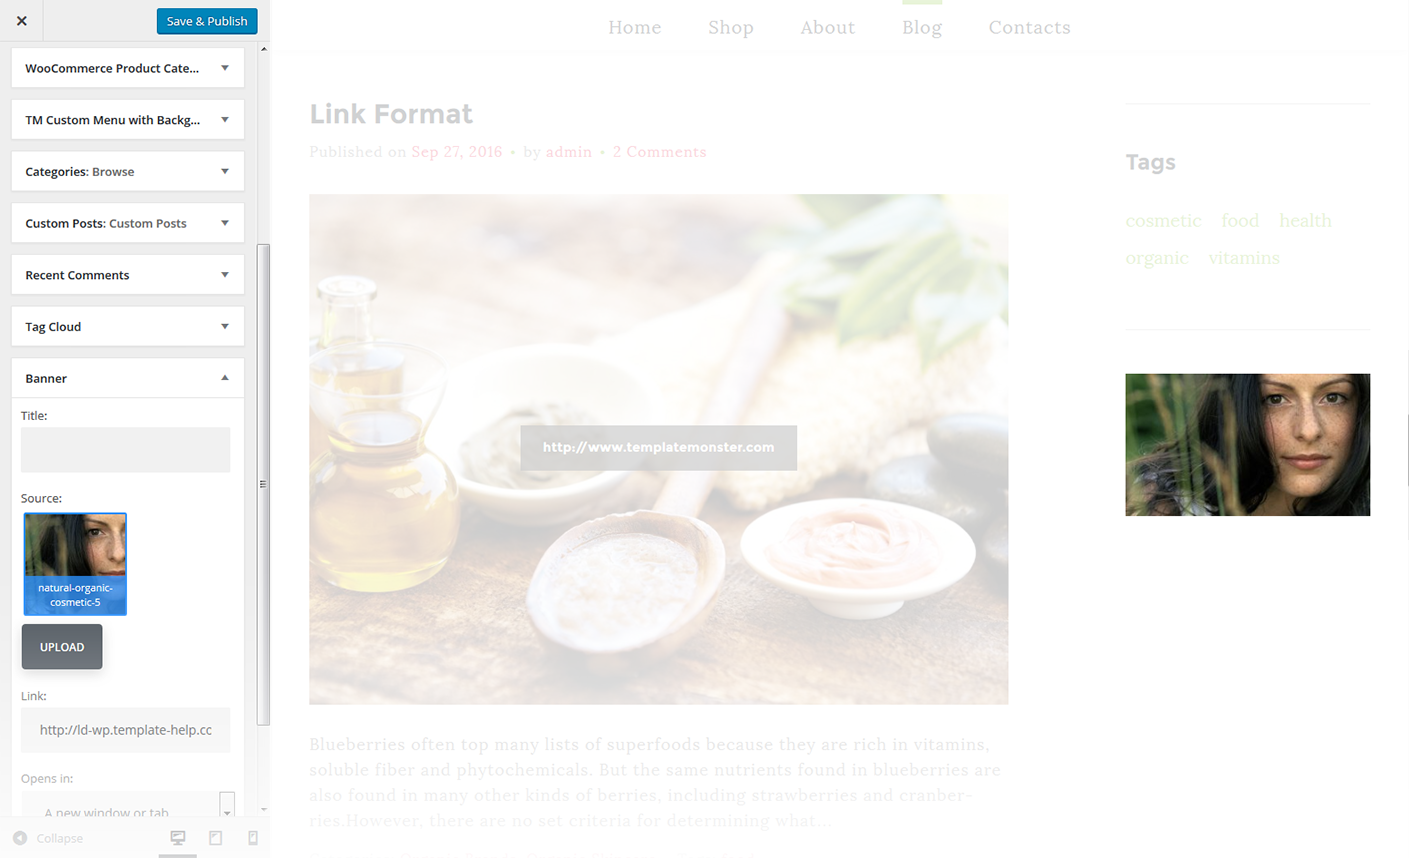 Save & Publish
WooCommerce Product Cate...
TM Custom Menu with Backg...
Categories: Browse
Custom Posts: Custom Posts
Recent Comments
Tag Cloud
Banner
Title:
Source:
natural-organic-
cosmetic-5
UPLOAD
Link:
http://ld-wp.template-help.cc
Opens in:
A new window or tab
Collapse
Home Shop About Blog Contacts
Link Format
Published on Sep 27, 2016 • by admin • 2 Comments
http://www.templatemonster.com
Blueberries often top many lists of superfoods because they are rich in vitamins,
soluble fiber and phytochemicals. But the same nutrients found in blueberries are
also found in many other kinds of berries, including strawberries and cranber-
ries.However, there are no set criteria for determining what...
Tags
cosmetic food health
organic vitamins